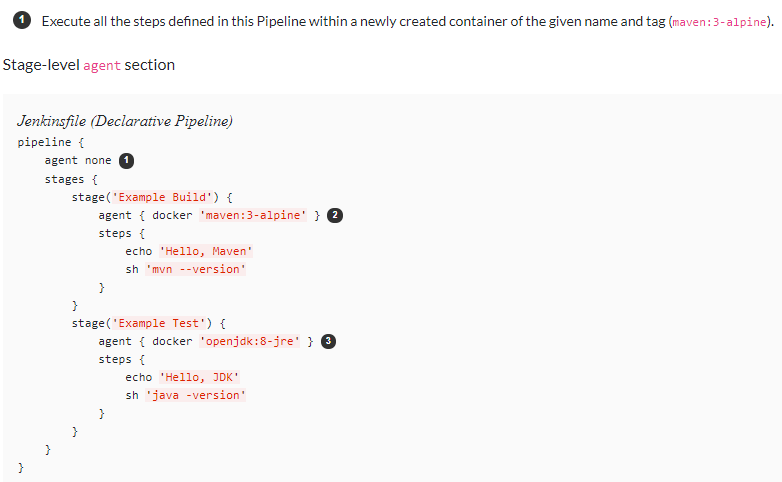 1 Execute all the steps defined in this Pipeline within a newly created container of the given name and tag (maven:3-alpine).
Stage-level agent section
Jenkinsfile (Declarative Pipeline)
pipeline {
    agent none 1
    stages {
        stage('Example Build') {
            agent { docker 'maven:3-alpine' } 2
            steps {
                echo 'Hello, Maven'
                sh 'mvn --version'
            }
        }
        stage('Example Test') {
            agent { docker 'openjdk:8-jre' } 3
            steps {
                echo 'Hello, JDK'
                sh 'java -version'
            }
        }
    }
}